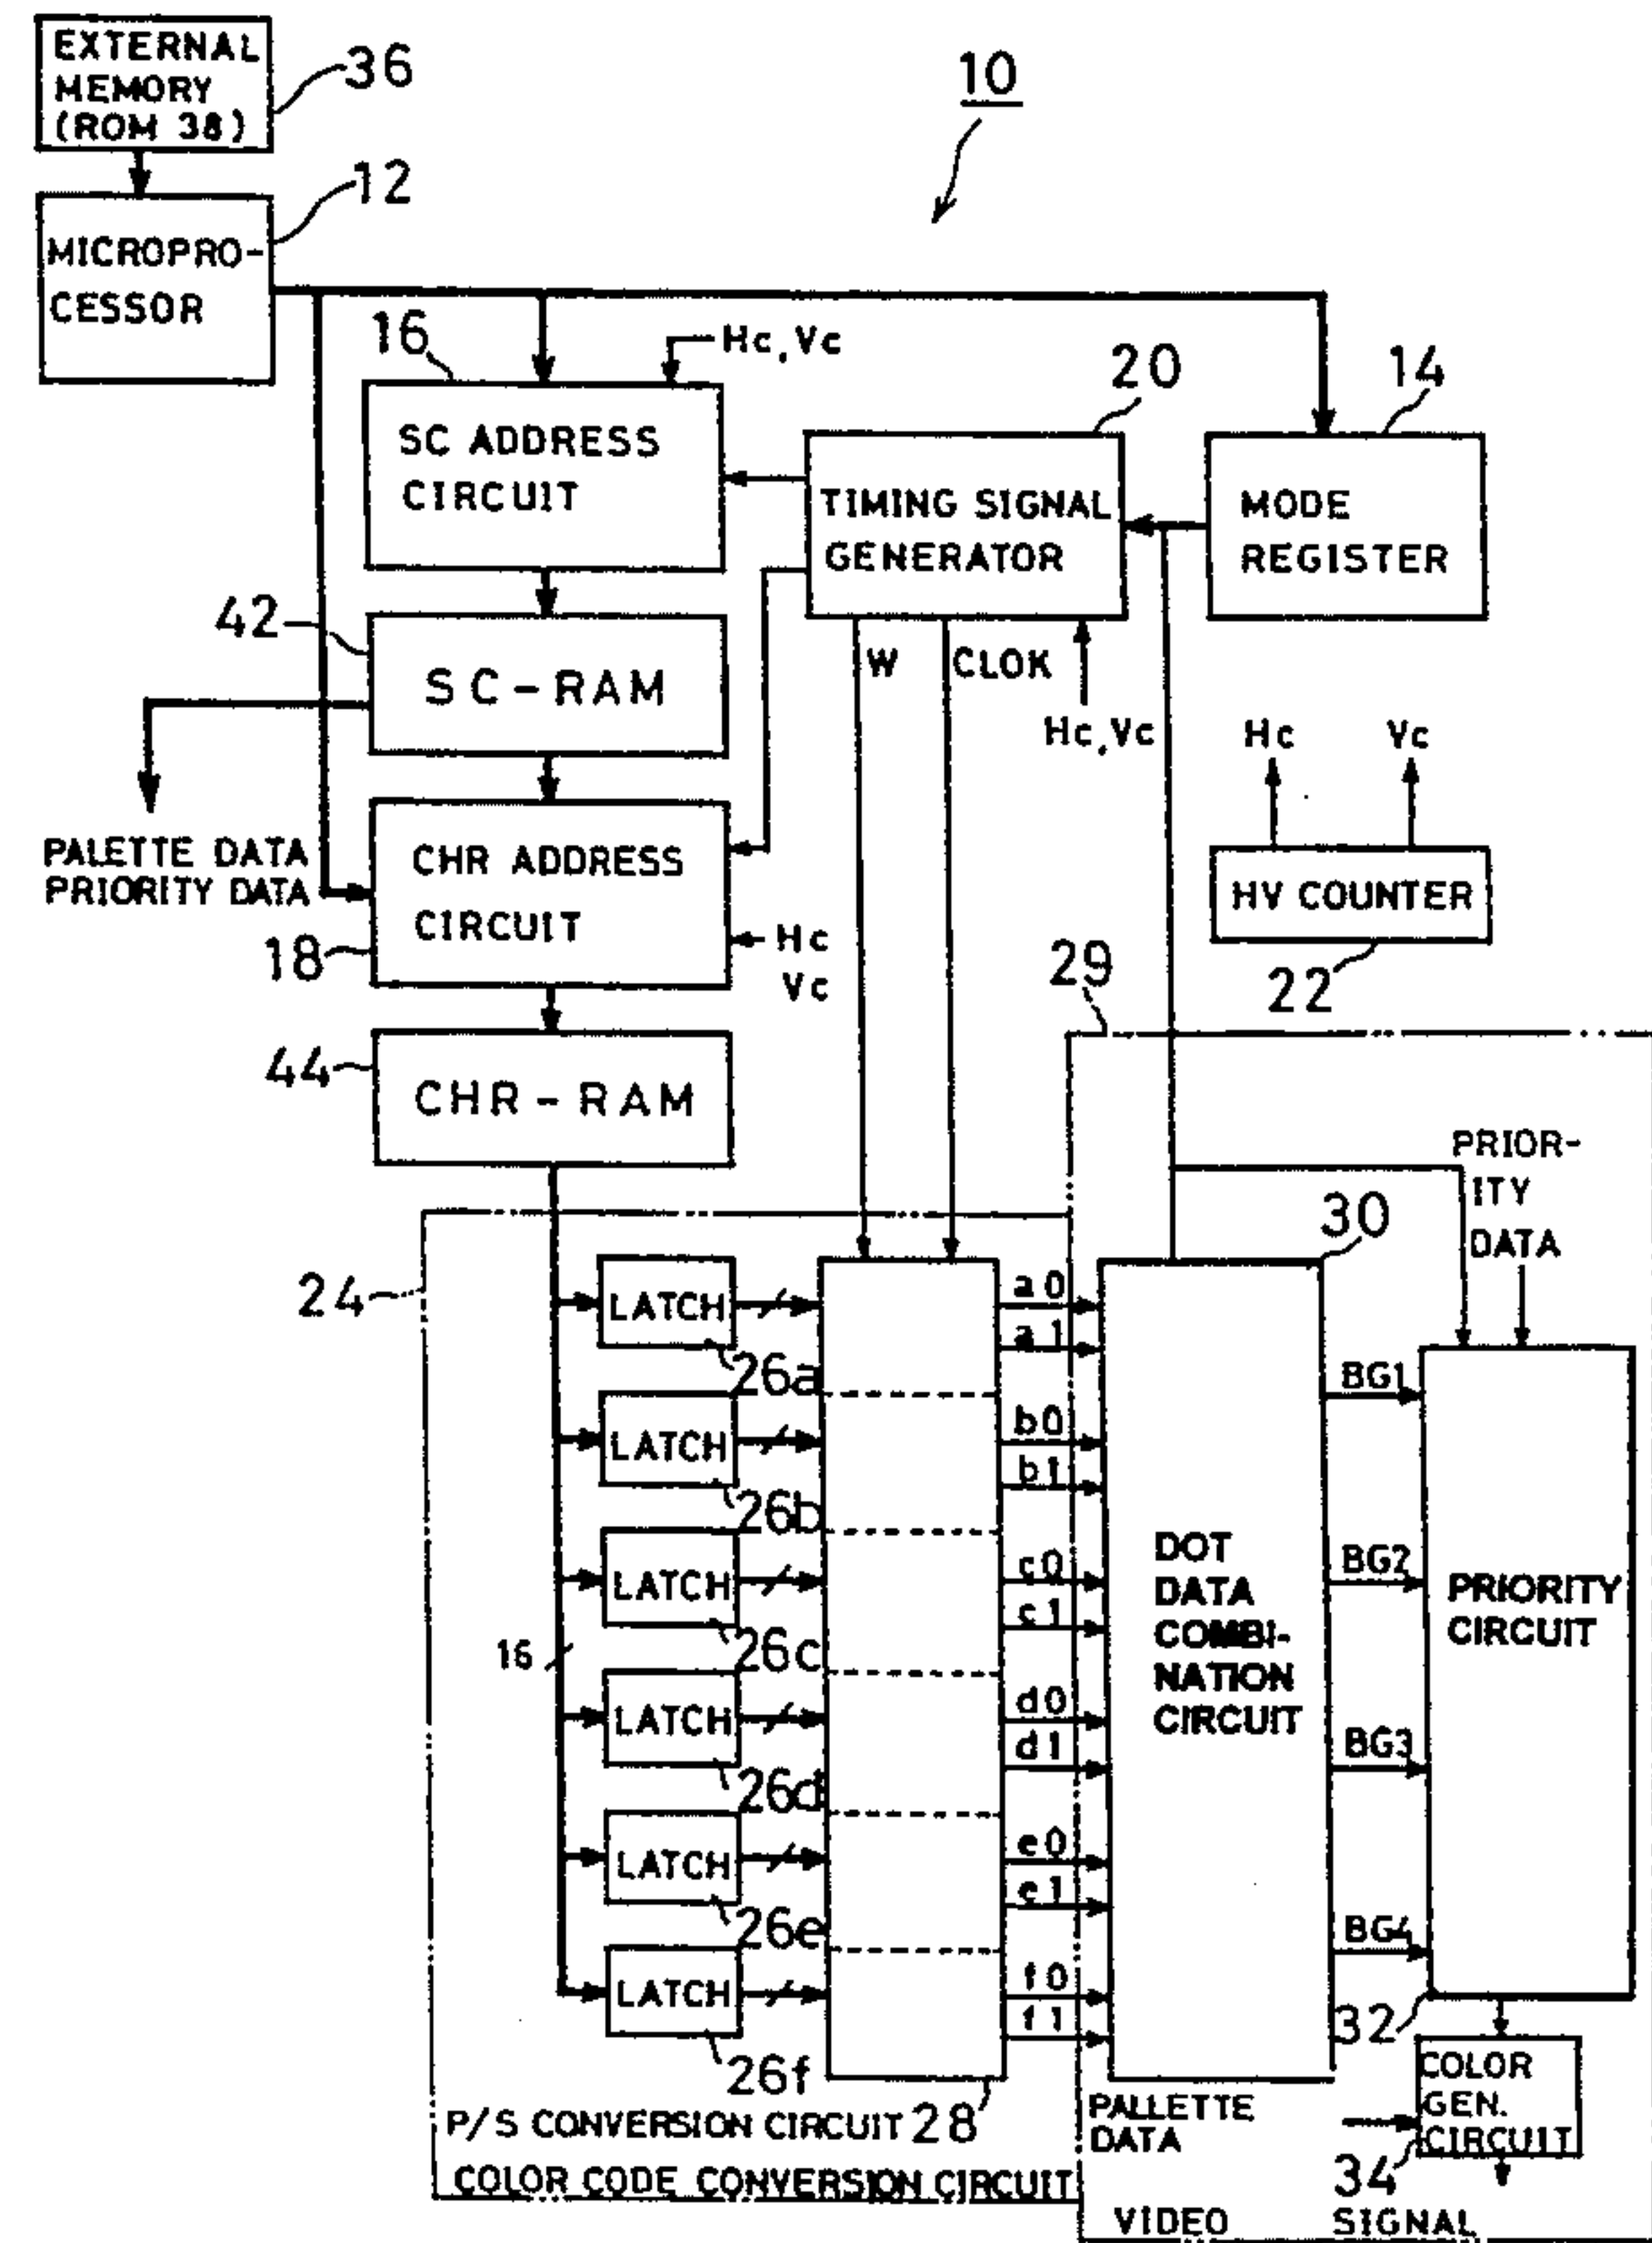 EXTERNAL
MEMORY
(ROM 38)
36
10
12
MICROPRO-
CESSOR
16
Hc,Vc
20
14
SC ADDRESS
CIRCUIT
TIMING SIGNAL
GENERATOR
MODE
REGISTER
42
SC-RAM
W
CLOK
Hc,Vc
Hc
Vc
PALETTE DATA
PRIORITY DATA
CHR ADDRESS
CIRCUIT
18
Hc
Vc
HV COUNTER
22
29
44
CHR-RAM
PRIOR-
ITY
DATA
30
24
LATCH
26a
a0
a1
BG1
LATCH
26b
b0
b1
LATCH
26c
c0
c1
BG2
DOT
DATA
COMBI-
NATION
CIRCUIT
PRIORITY
CIRCUIT
16
LATCH
26d
d0
d1
BG3
LATCH
26e
e0
e1
BG4
LATCH
26f
f0
f1
32
P/S CONVERSION CIRCUIT 28
COLOR CODE CONVERSION CIRCUIT
PALLETTE
DATA
COLOR
GEN.
CIRCUIT
34
VIDEO SIGNAL